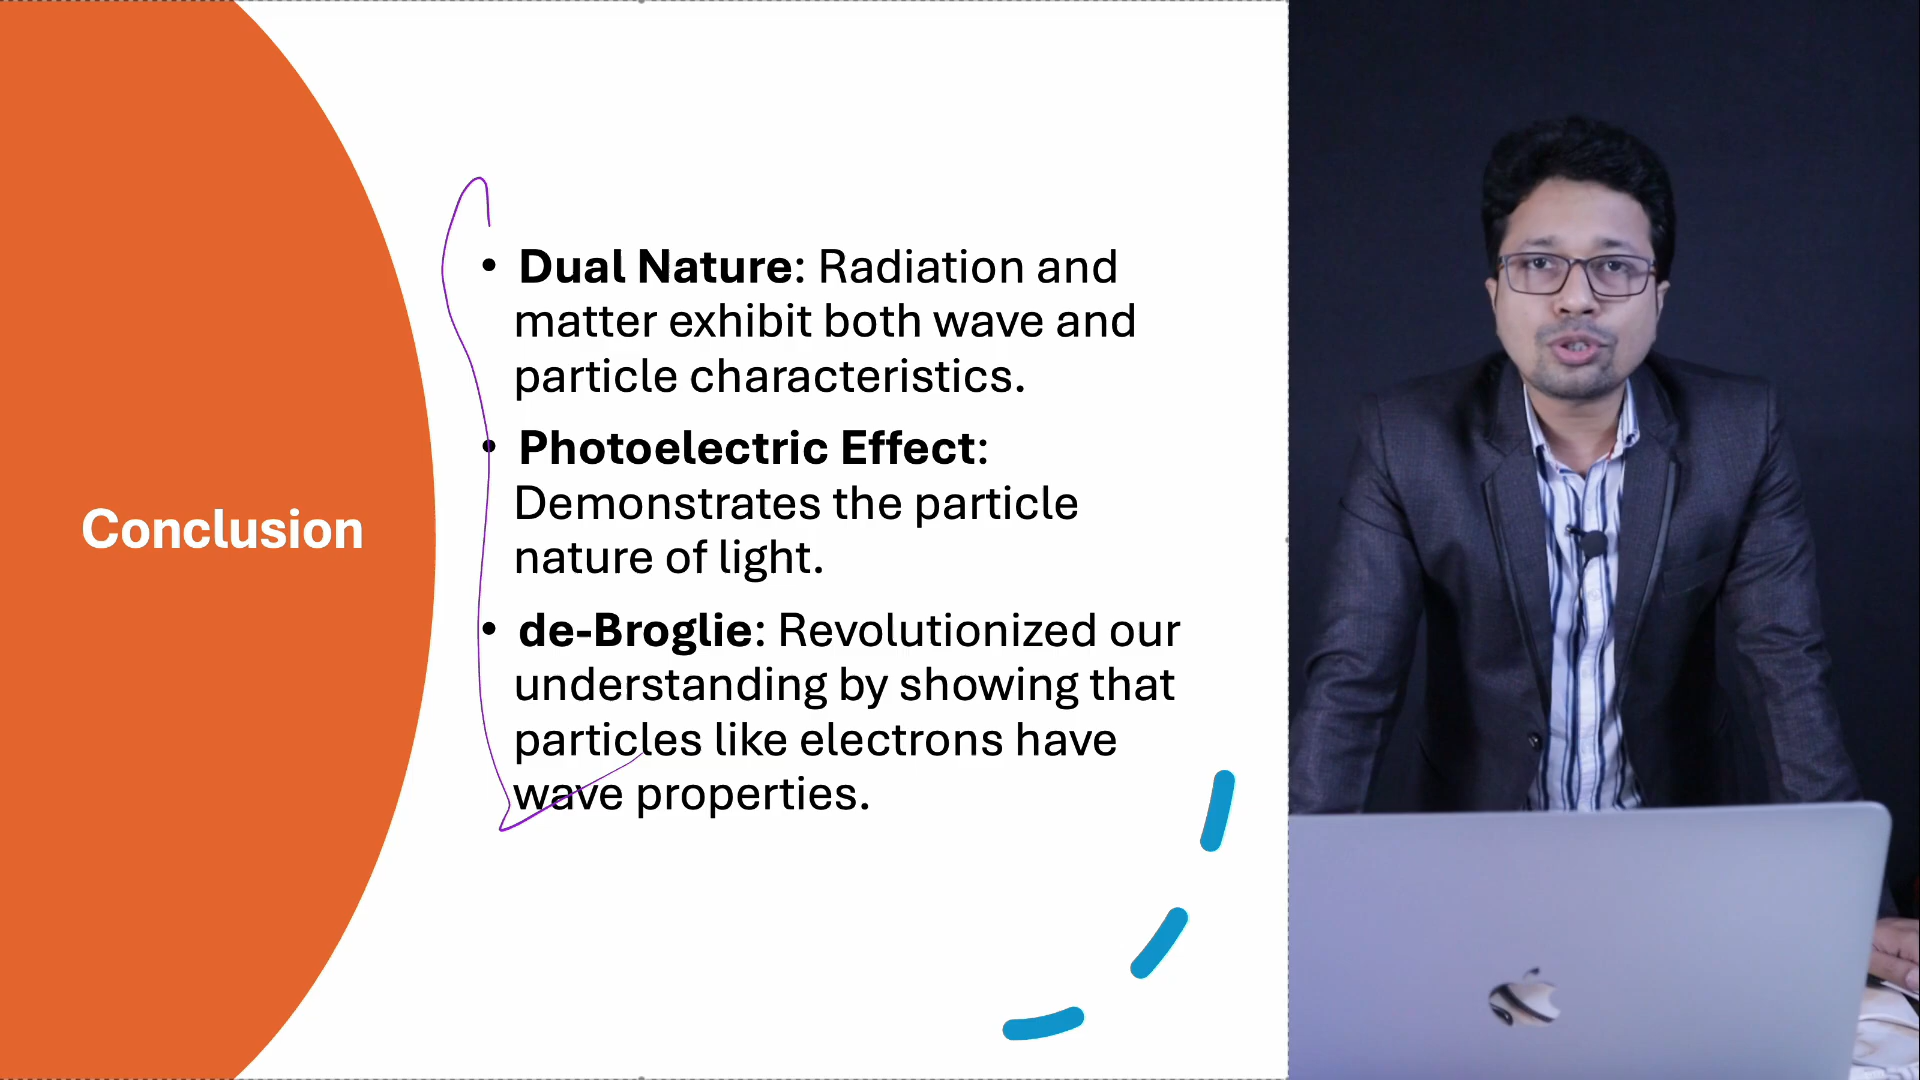 Conclusion
• Dual Nature: Radiation and
matter exhibit both wave and
particle characteristics.
• Photoelectric Effect:
Demonstrates the particle
nature of light.
• de-Broglie: Revolutionized our
understanding by showing that
particles like electrons have
wave properties.